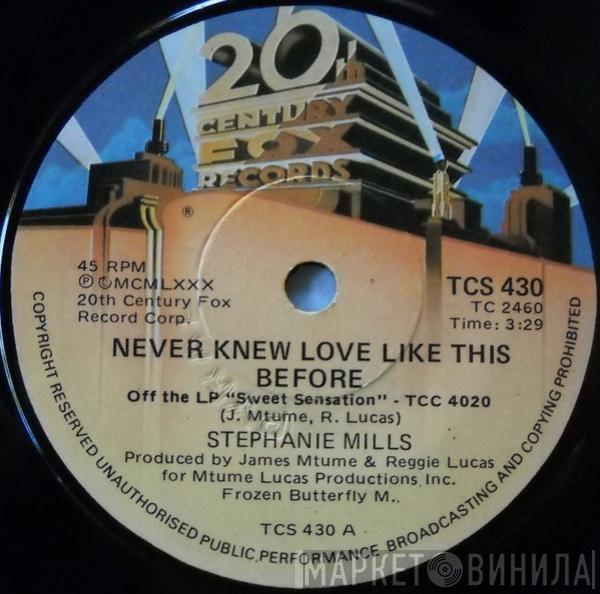 20th
CENTURY
FOX
RECORDS
®
45 RPM
Ⓟ©MCMLXXX
20th Century Fox
Record Corp.
TCS 430
TC 2460
Time: 3:29
NEVER KNEW LOVE LIKE THIS
BEFORE
Off the LP "Sweet Sensation" - TCC 4020
(J. Mtume, R. Lucas)
STEPHANIE MILLS
Produced by James Mtume & Reggie Lucas
for Mtume Lucas Productions Inc.
Frozen Butterfly M..
TCS 430 A
COPYRIGHT RESERVED UNAUTHORISED PUBLIC PERFORMANCE BROADCASTING AND COPYING PROHIBITED
МАРКЕТ ВИНИЛА